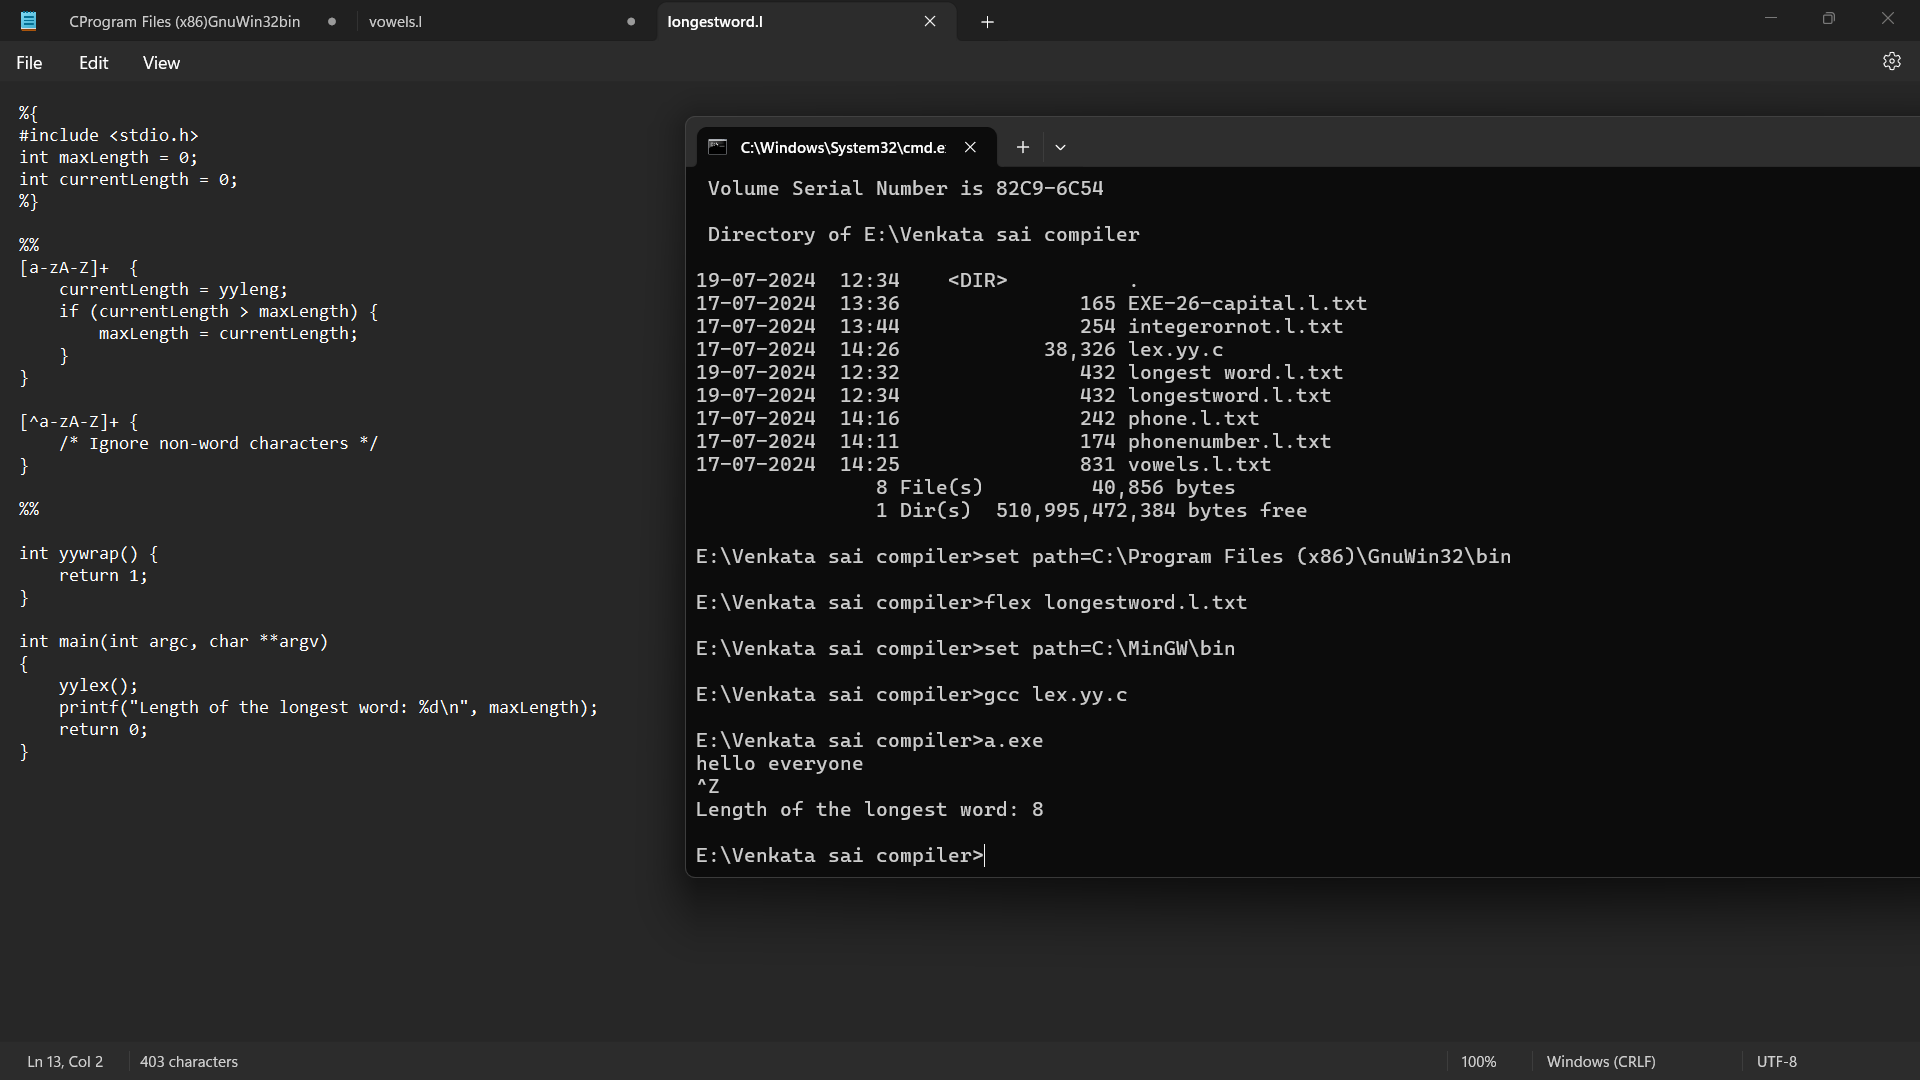 CProgram Files (x86)GnuWin32bin
vowels.l
longestword.l
File Edit View
%{
#include <stdio.h>
int maxLength = 0;
int currentLength = 0;
%}
%%
[a-zA-Z]+  {
    currentLength = yyleng;
    if (currentLength > maxLength) {
        maxLength = currentLength;
    }
}
[^a-zA-Z]+ {
    /* Ignore non-word characters */
}
%%
int yywrap() {
    return 1;
}
int main(int argc, char **argv)
{
    yylex();
    printf("Length of the longest word: %d\n", maxLength);
    return 0;
}
C:\Windows\System32\cmd.e
 Volume Serial Number is 82C9-6C54
 Directory of E:\Venkata sai compiler
19-07-2024  12:34    <DIR>          .
17-07-2024  13:36               165 EXE-26-capital.l.txt
17-07-2024  13:44               254 integerornot.l.txt
17-07-2024  14:26            38,326 lex.yy.c
19-07-2024  12:32               432 longest word.l.txt
19-07-2024  12:34               432 longestword.l.txt
17-07-2024  14:16               242 phone.l.txt
17-07-2024  14:11               174 phonenumber.l.txt
17-07-2024  14:25               831 vowels.l.txt
               8 File(s)         40,856 bytes
               1 Dir(s)  510,995,472,384 bytes free
E:\Venkata sai compiler>set path=C:\Program Files (x86)\GnuWin32\bin
E:\Venkata sai compiler>flex longestword.l.txt
E:\Venkata sai compiler>set path=C:\MinGW\bin
E:\Venkata sai compiler>gcc lex.yy.c
E:\Venkata sai compiler>a.exe
hello everyone
^Z
Length of the longest word: 8
E:\Venkata sai compiler>
Ln 13, Col 2
403 characters
100%
Windows (CRLF)
UTF-8